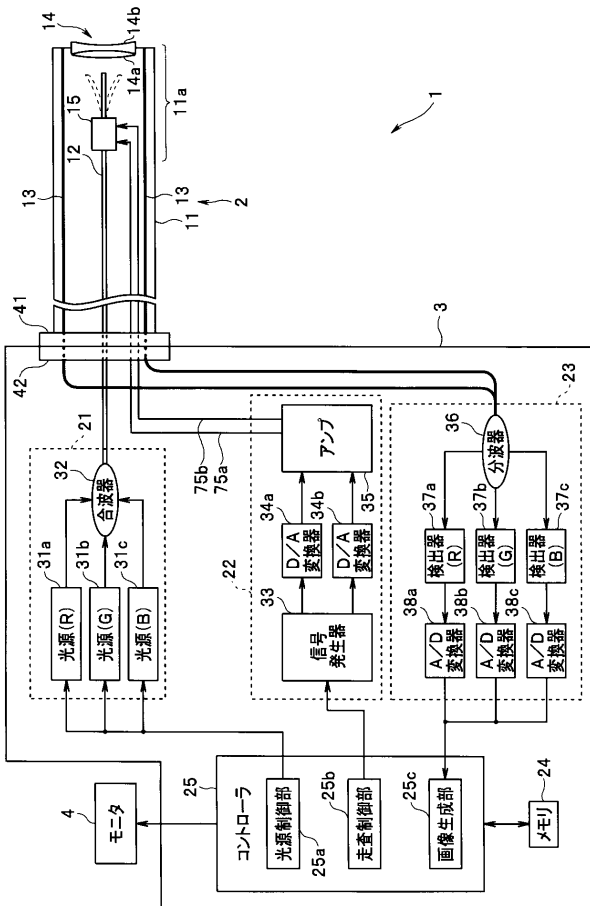 14
14b
14a
15
11a
12
13
13
2
11
1
41
42
3
21
32
合波器
31a
31b
31c
光源(R)
光源(G)
光源(B)
75b
75a
22
アンプ
35
34a
34b
D/A
変換器
D/A
変換器
33
信号
発生器
23
36
分波器
37a
37b
37c
検出器
(R)
検出器
(G)
検出器
(B)
38a
38b
38c
A/D
変換器
A/D
変換器
A/D
変換器
4
モニタ
25
コントローラ
光源制御部
25a
25b
走査制御部
25c
画像生成部
24
メモリ